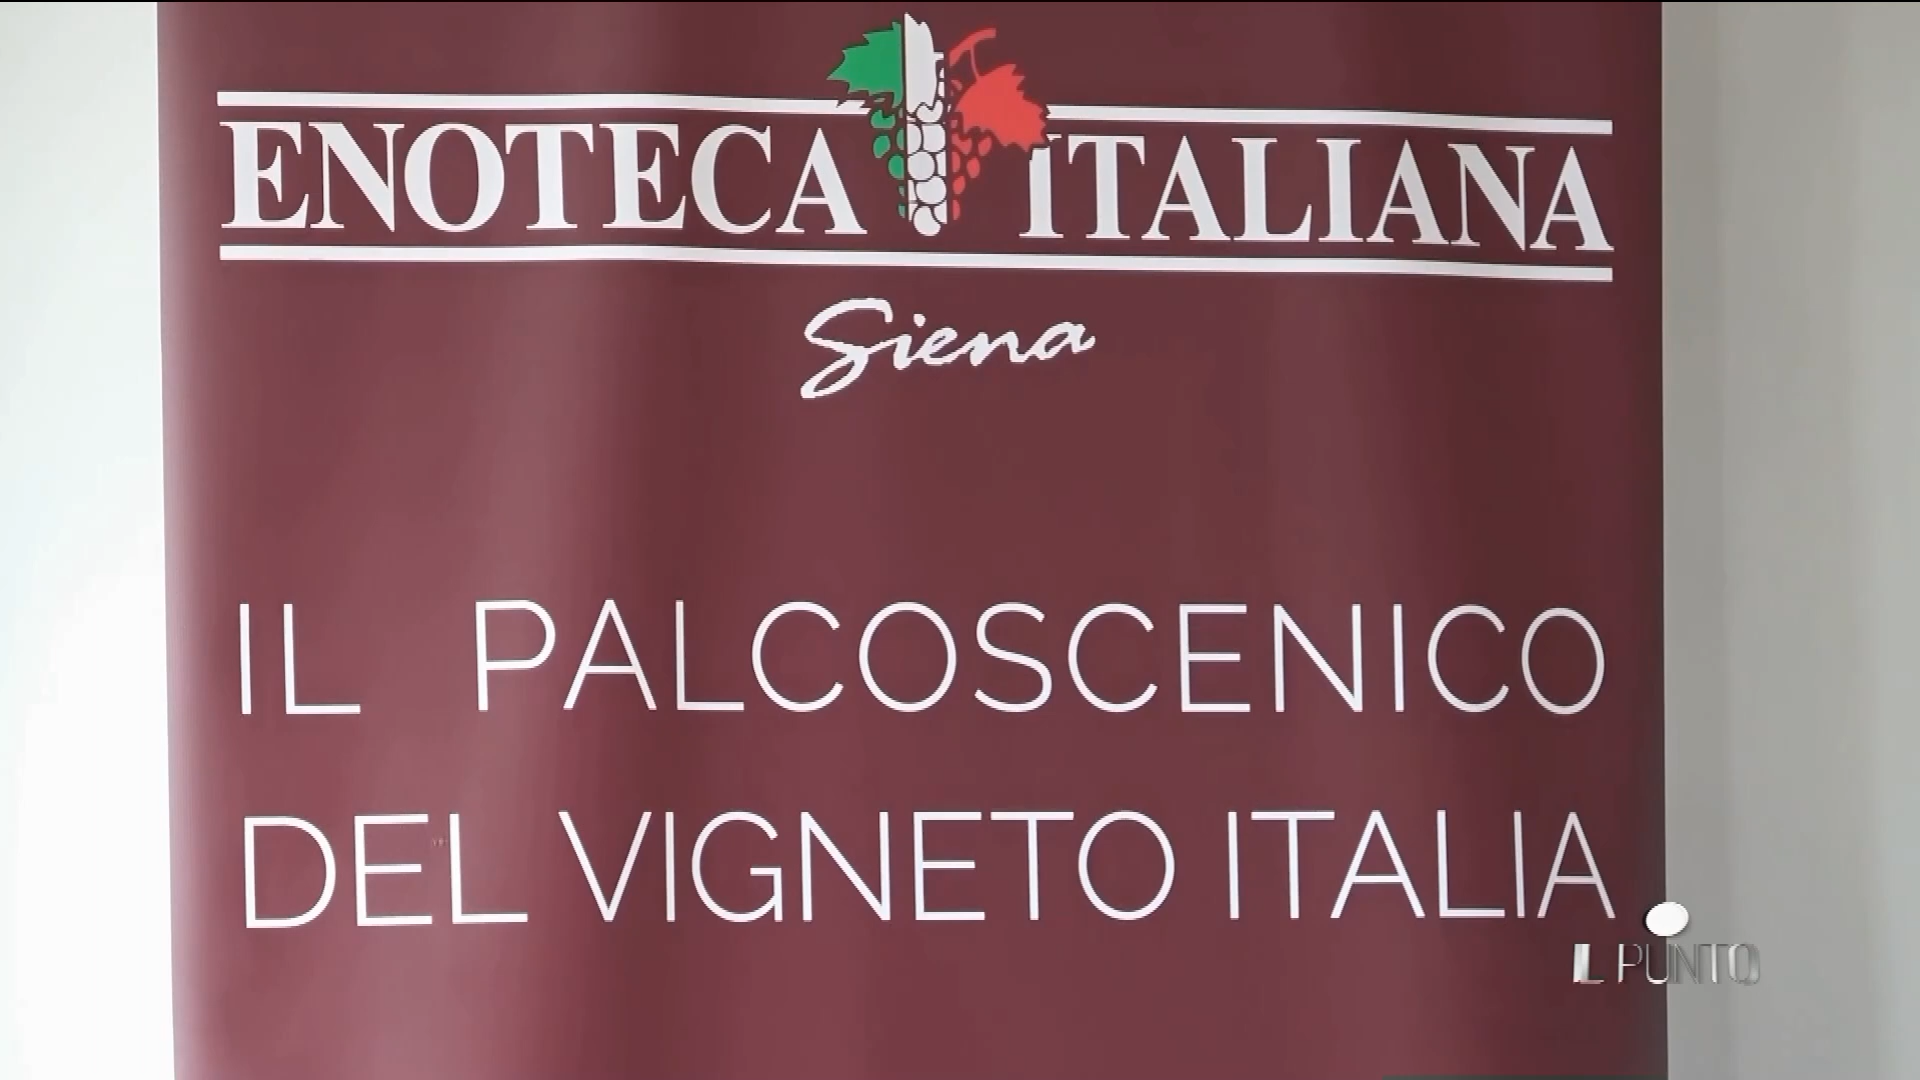 ENOTECA ITALIANA
Siena
IL PALCOSCENICO
DEL VIGNETO ITALIA
IL PUNTO